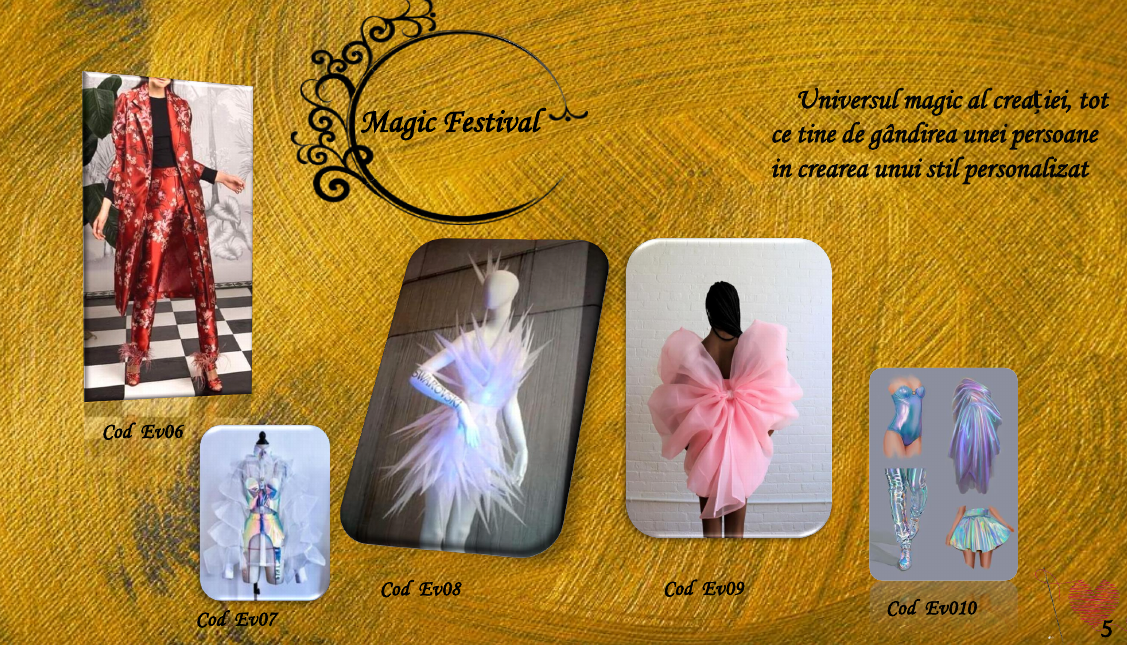 Magic Festival
Universul magic al creației, tot
ce tine de gândirea unei persoane
in crearea unui stil personalizat
SWAROVSKI
Cod Ev06
Cod Ev07
Cod Ev08
Cod Ev09
Cod Ev010
5